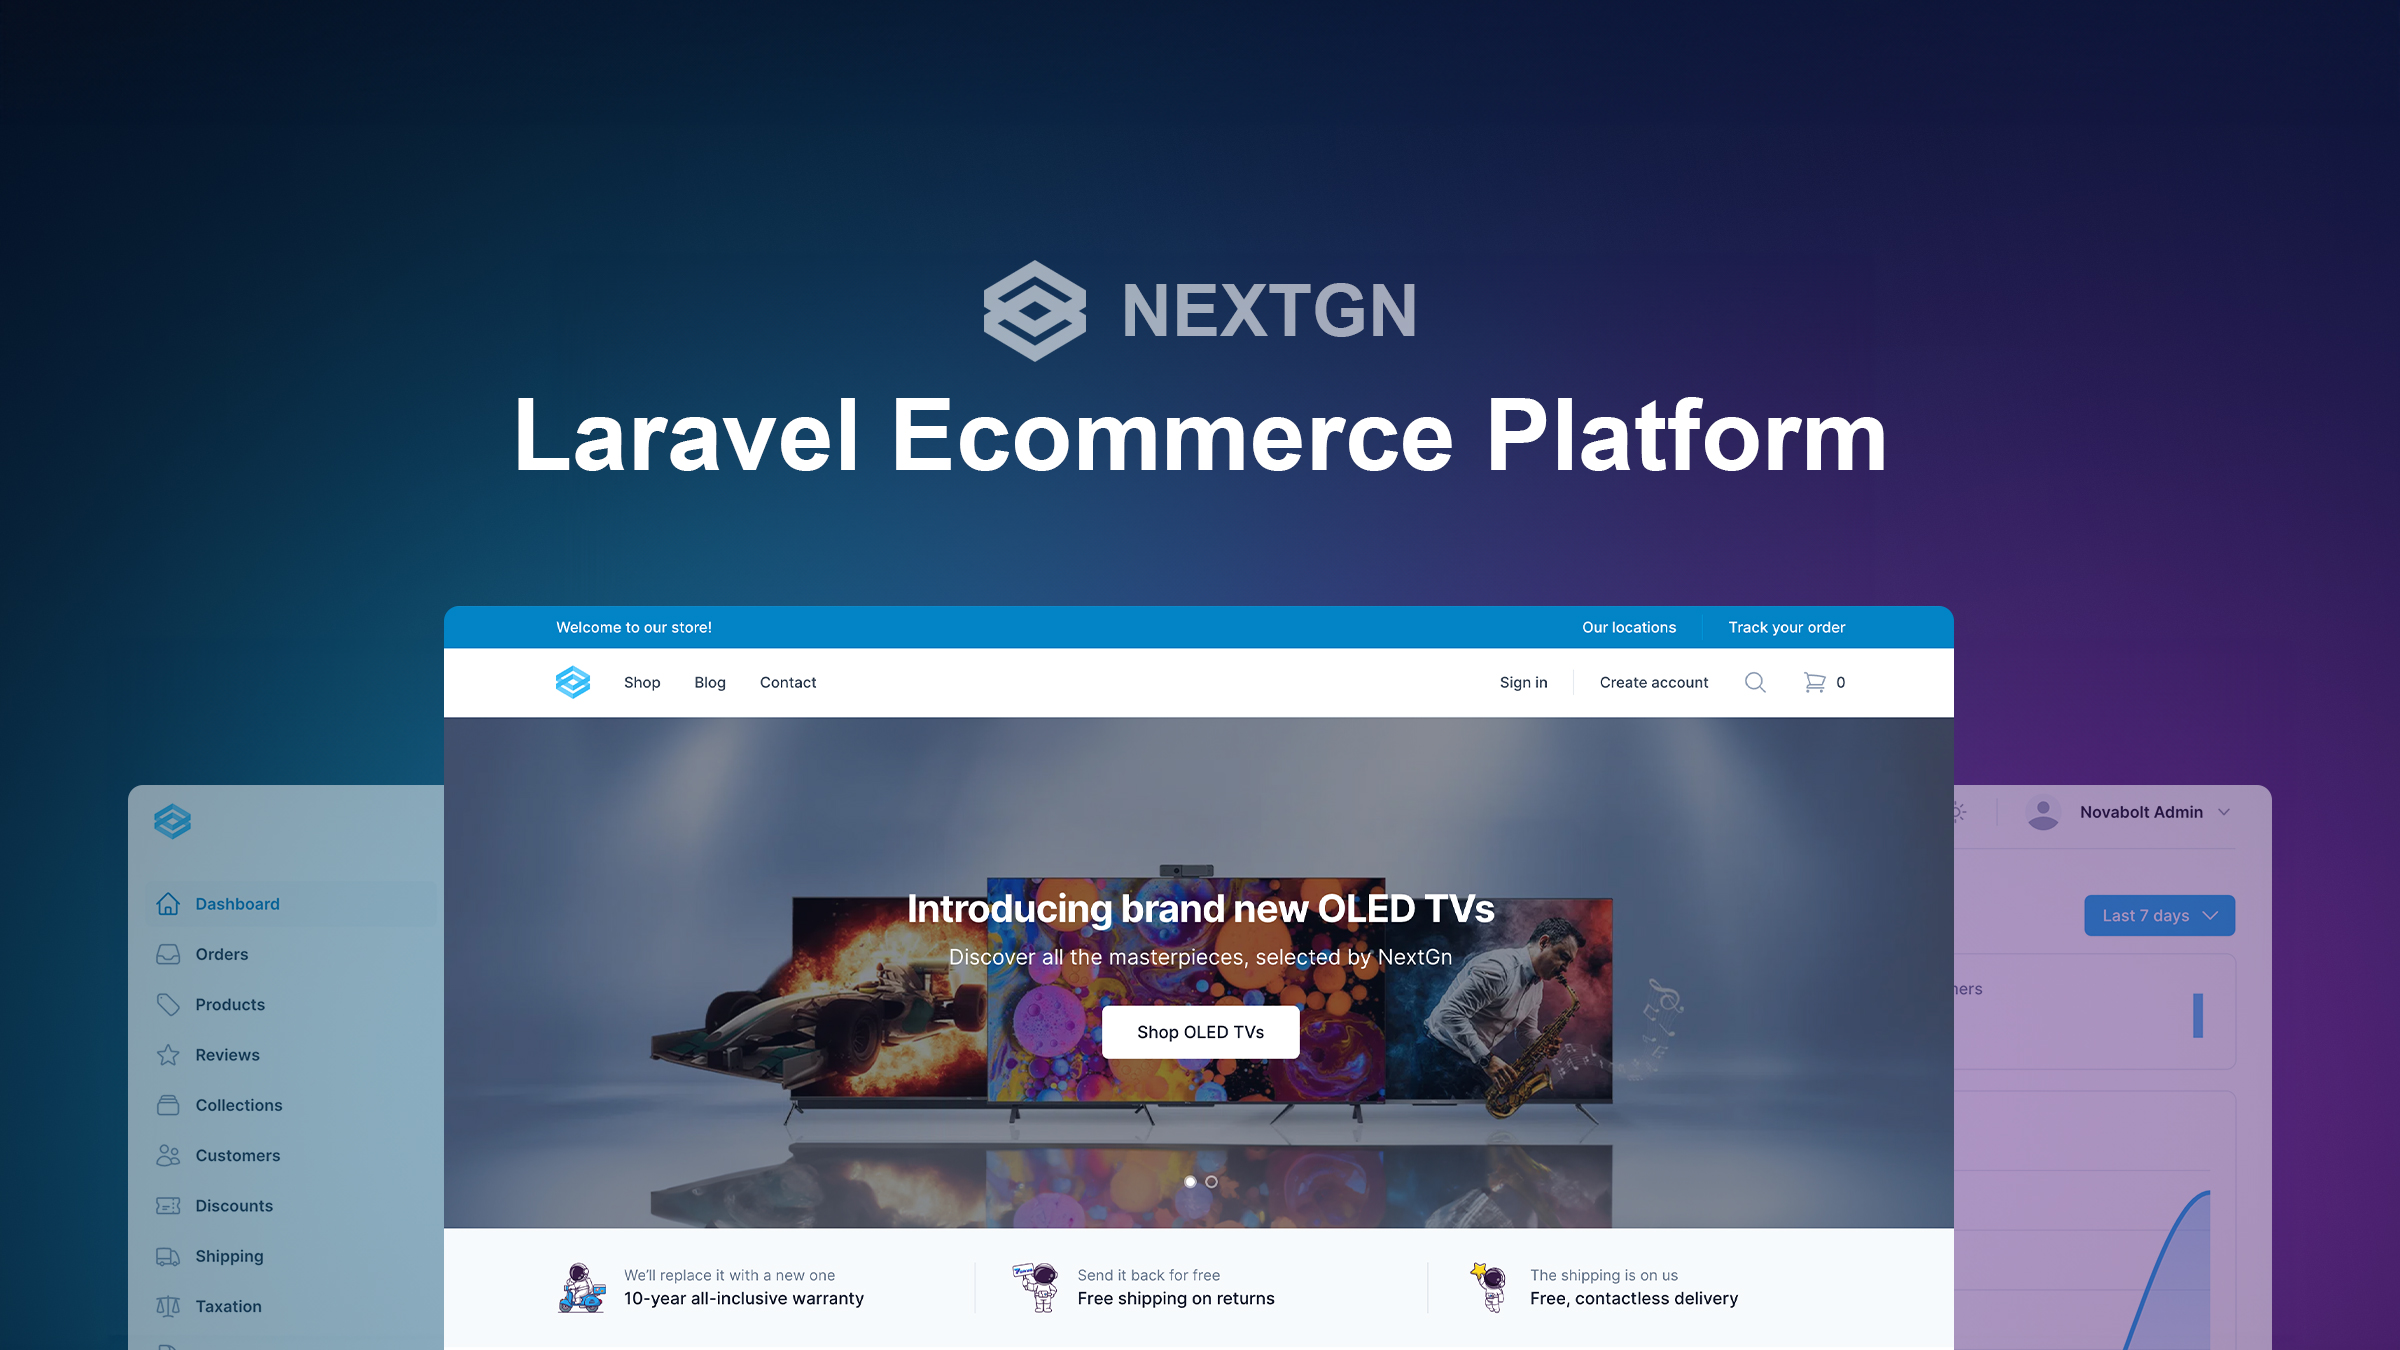 NEXTGN
Laravel Ecommerce Platform
Welcome to our store!
Our locations
Track your order
Shop
Blog
Contact
Sign in
Create account
0
Introducing brand new OLED TVs
Discover all the masterpieces, selected by NextGn
Shop OLED TVs
We'll replace it with a new one
10-year all-inclusive warranty
Send it back for free
Free shipping on returns
The shipping is on us
Free, contactless delivery
Dashboard
Orders
Products
Reviews
Collections
Customers
Discounts
Shipping
Taxation
Novabolt Admin
Last 7 days